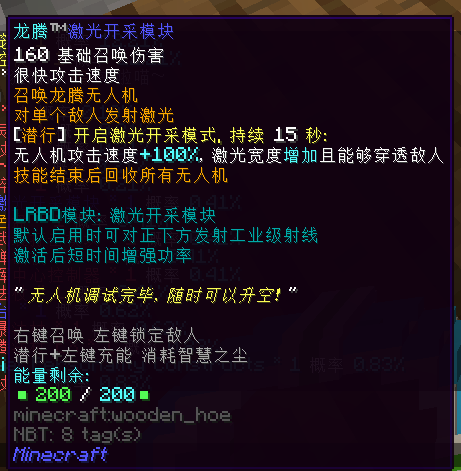 龙腾™激光开采模块
160 基础召唤伤害
很快攻击速度
召唤龙腾无人机
对单个敌人发射激光
[潜行] 开启激光开采模式, 持续 15 秒:
无人机攻击速度+100%, 激光宽度增加且能够穿透敌人
技能结束后回收所有无人机
LRBD模块: 激光开采模块
默认启用时可对正下方发射工业级射线
激活后短时间增强功率
"无人机调试完毕, 随时可以升空!"
右键召唤 左键锁定敌人
潜行+左键充能 消耗智慧之尘
能量剩余:
▪ 200 / 200 ▪
minecraft:wooden_hoe
NBT: 8 tag(s)
Minecraft